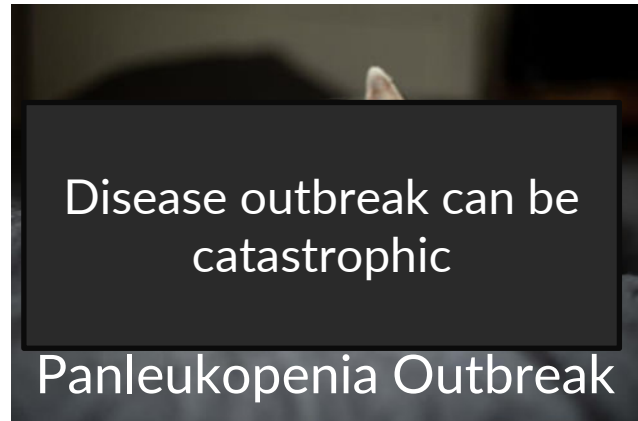 Disease outbreak can be
catastrophic
Panleukopenia Outbreak